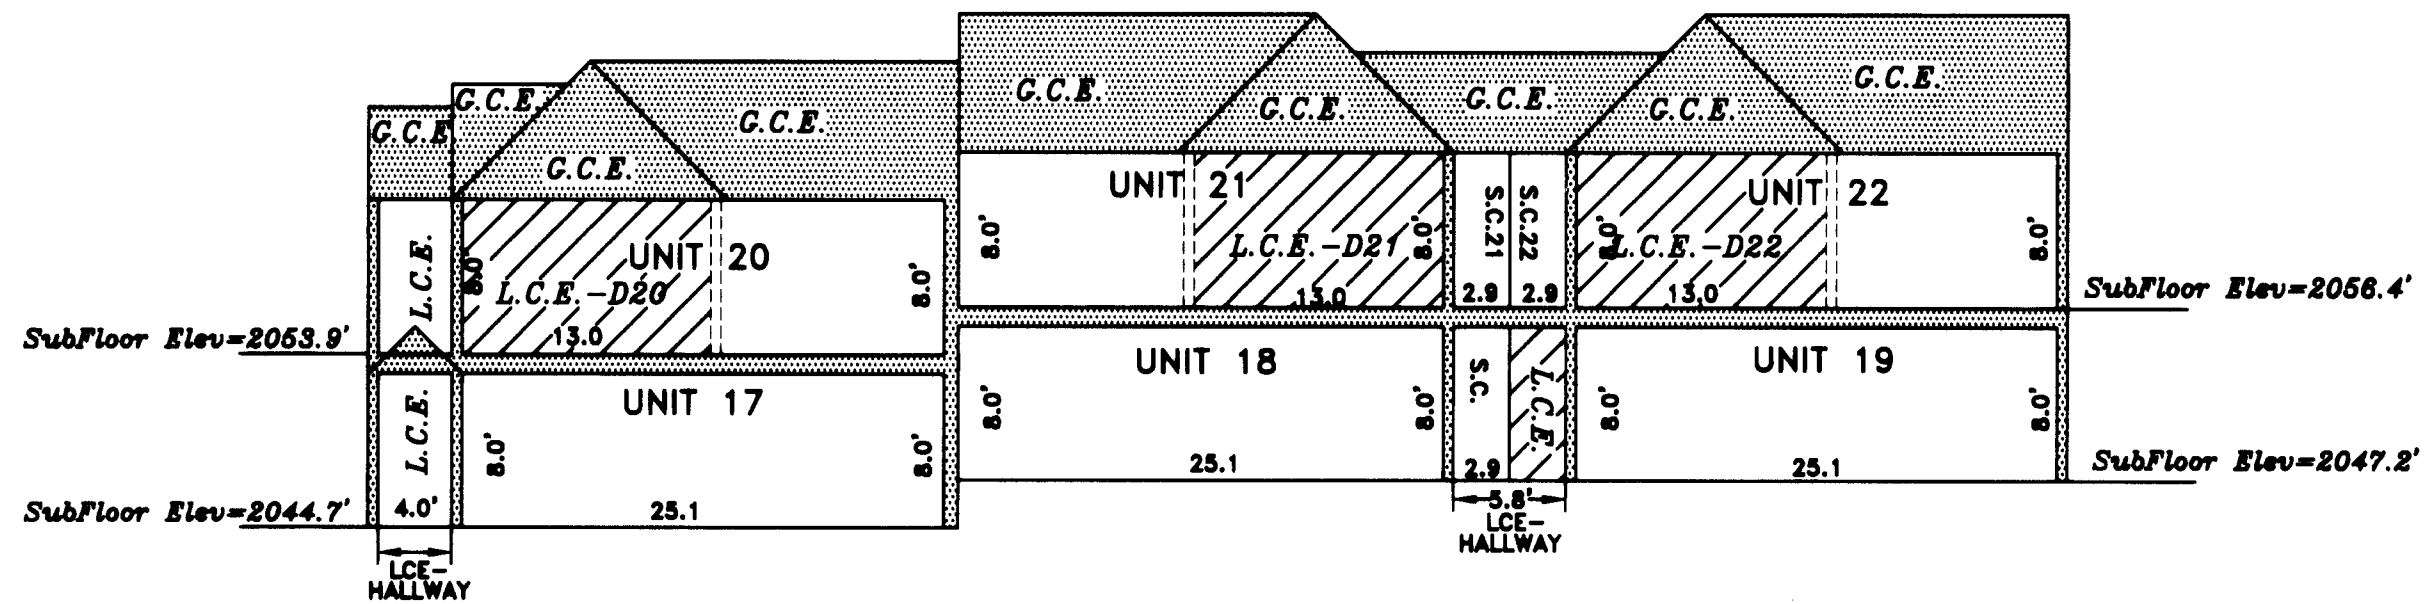 G.C.E.
G.C.E.
G.C.E.
G.C.E.
G.C.E.
G.C.E.
G.C.E
G.C.E.
G.C.E.
G.C.E.
UNIT 21
S.C.21
S.C.22
UNIT 22
8.0'
L.C.E.-D21
8.0'
8.0'
L.C.E.-D22
8.0'
L.C.E.
8.0'
UNIT 20
L.C.E.-D20
8.0'
13.0
2.9
2.9
13.0
SubFloor Elev=2056.4'
SubFloor Elev=2053.9'
13.0
UNIT 18
UNIT 19
L.C.E.
UNIT 17
8.0'
8.0'
S.C.
L.C.E.
8.0'
8.0'
8.0'
8.0'
25.1
2.9
25.1
SubFloor Elev=2047.2'
SubFloor Elev=2044.7'
4.0'
25.1
5.8'
LCE-
HALLWAY
LCE-
HALLWAY